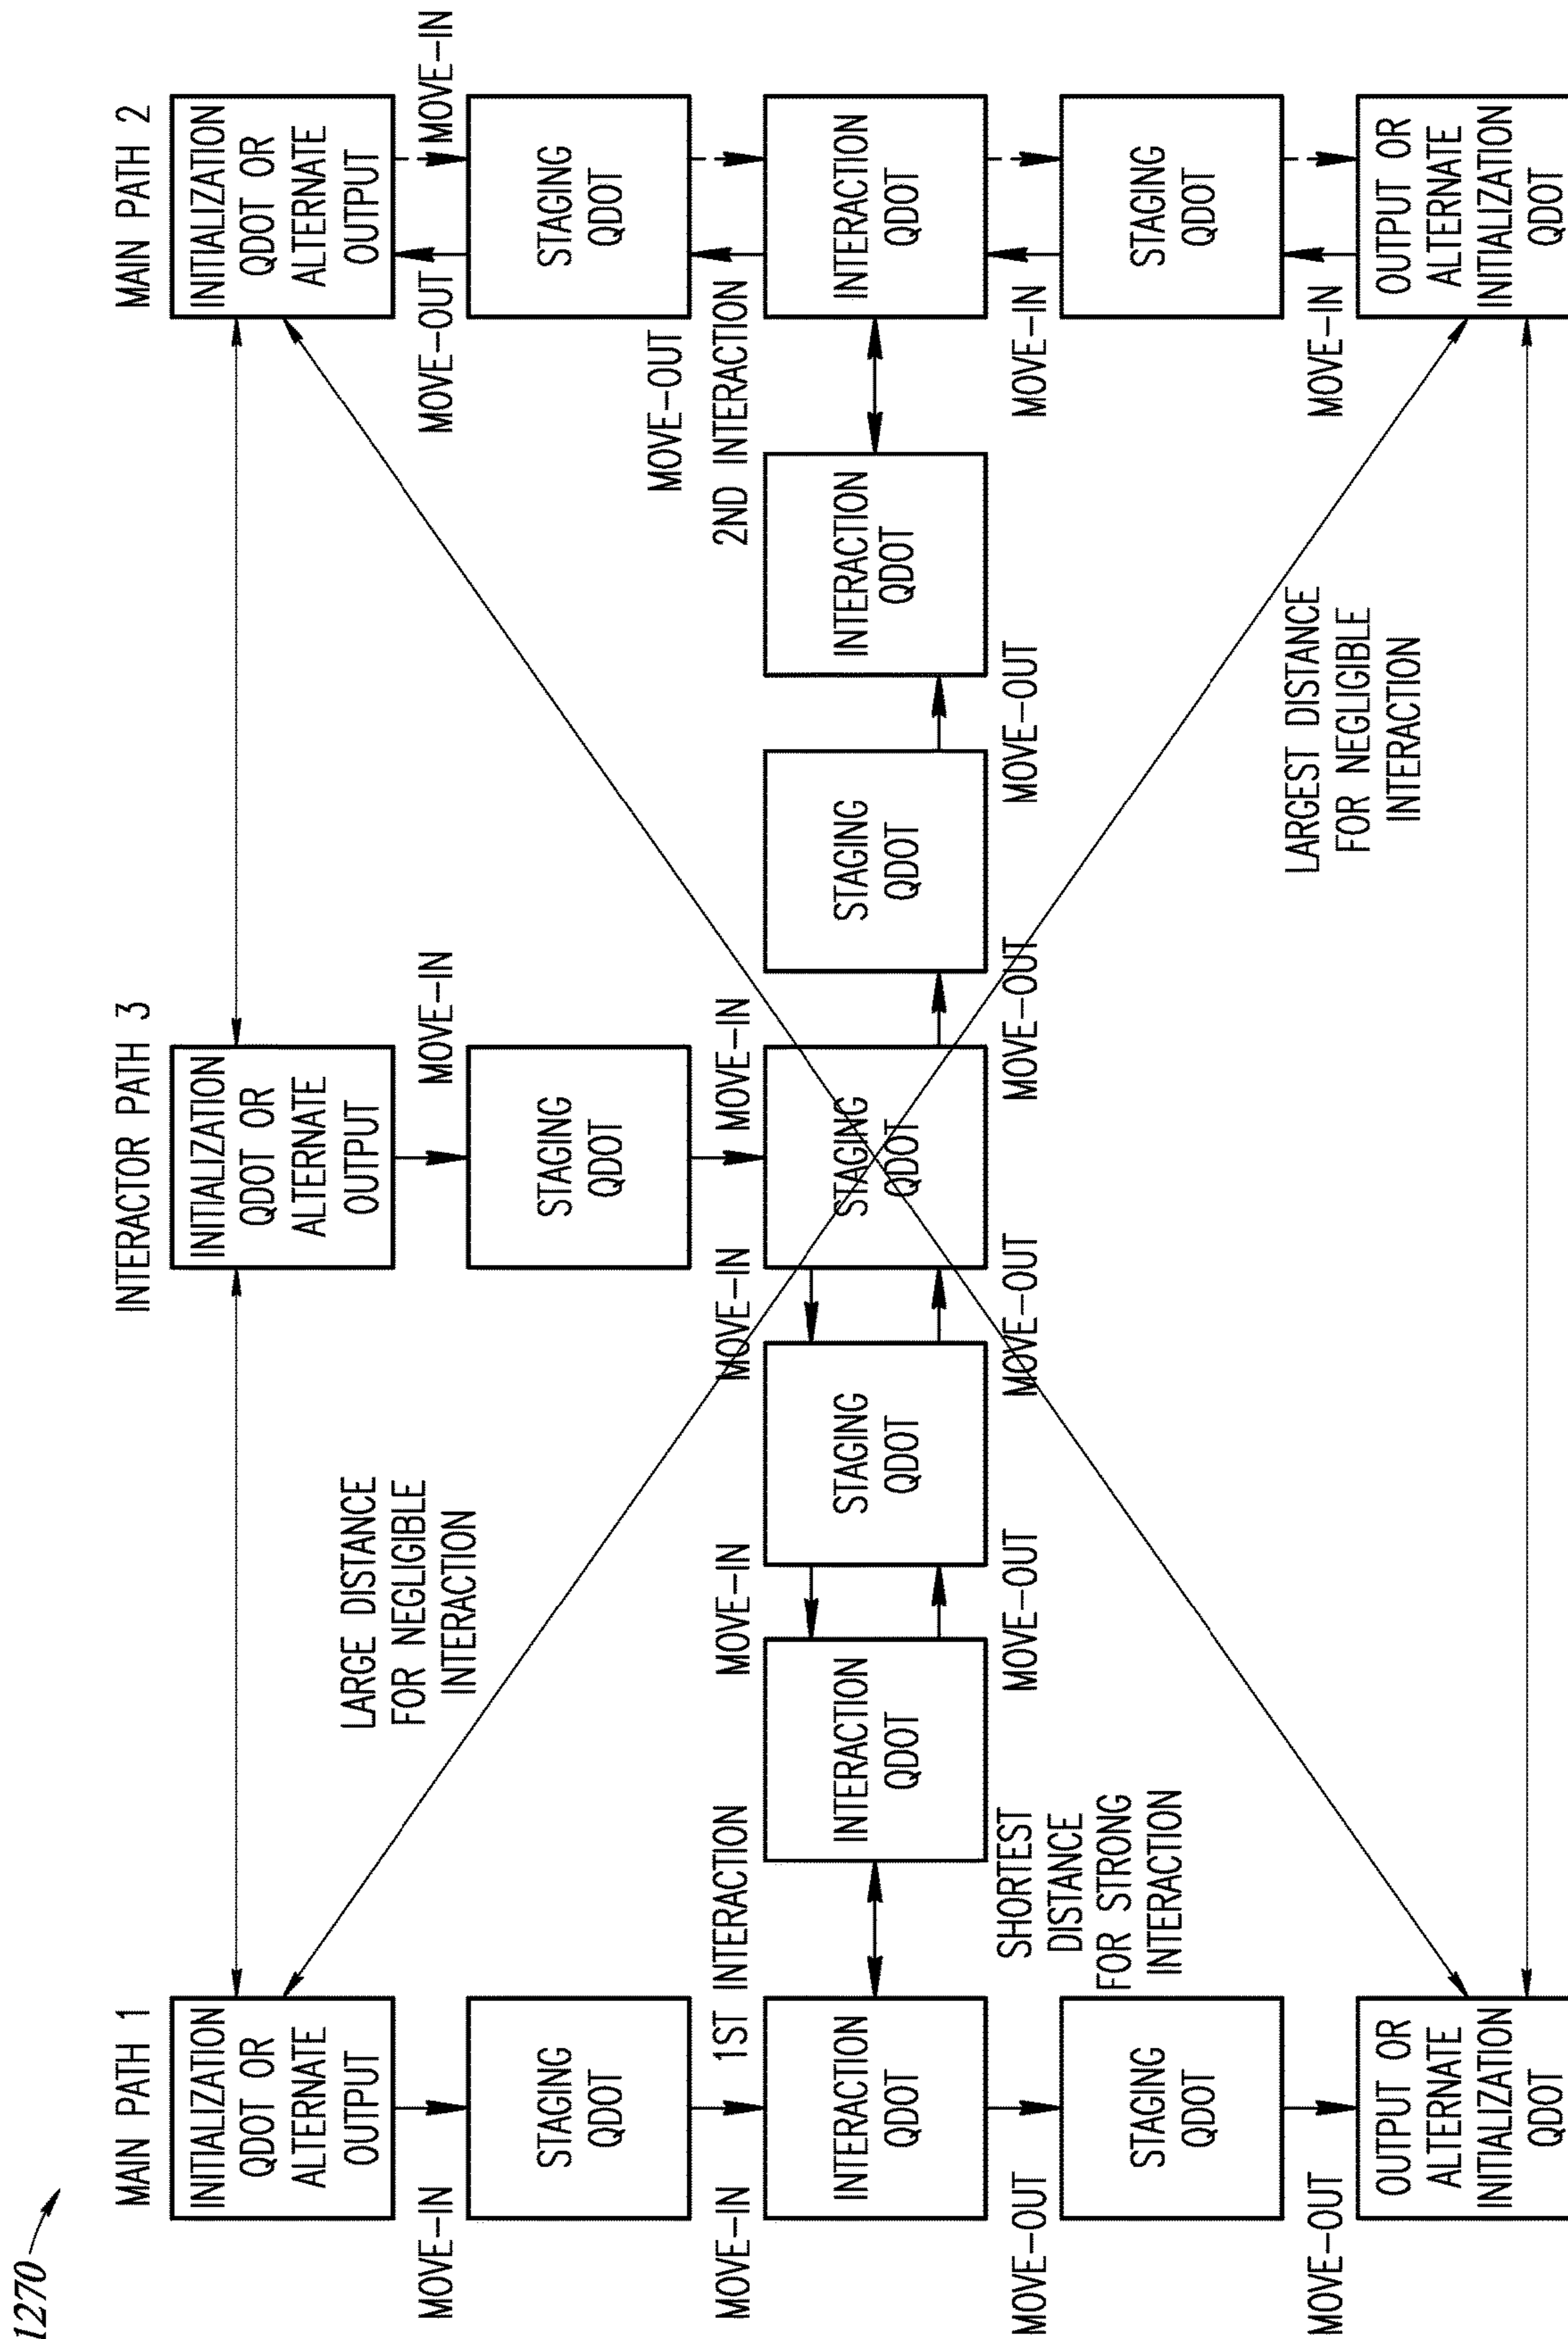 1270
MAIN PATH 1
INTERACTOR PATH 3
MAIN PATH 2
INITIALIZATION
QDOT OR
ALTERNATE
OUTPUT
INITIALIZATION
QDOT OR
ALTERNATE
OUTPUT
INITIALIZATION
QDOT OR
ALTERNATE
OUTPUT
MOVE-IN
LARGE DISTANCE
FOR NEGLIGIBLE
INTERACTION
MOVE-IN
MOVE-OUT
MOVE-IN
STAGING
QDOT
STAGING
QDOT
STAGING
QDOT
MOVE-OUT
MOVE-IN
1ST INTERACTION
MOVE-IN
MOVE-IN
MOVE-IN
2ND INTERACTION
INTERACTION
QDOT
INTERACTION
QDOT
STAGING
QDOT
STAGING
QDOT
STAGING
QDOT
INTERACTION
QDOT
INTERACTION
QDOT
MOVE-OUT
SHORTEST
DISTANCE
FOR STRONG
INTERACTION
MOVE-OUT
MOVE-OUT
MOVE-OUT
MOVE-OUT
MOVE-IN
STAGING
QDOT
STAGING
QDOT
MOVE-OUT
LARGEST DISTANCE
FOR NEGLIGIBLE
INTERACTION
MOVE-IN
OUTPUT OR
ALTERNATE
INITIALIZATION
QDOT
OUTPUT OR
ALTERNATE
INITIALIZATION
QDOT